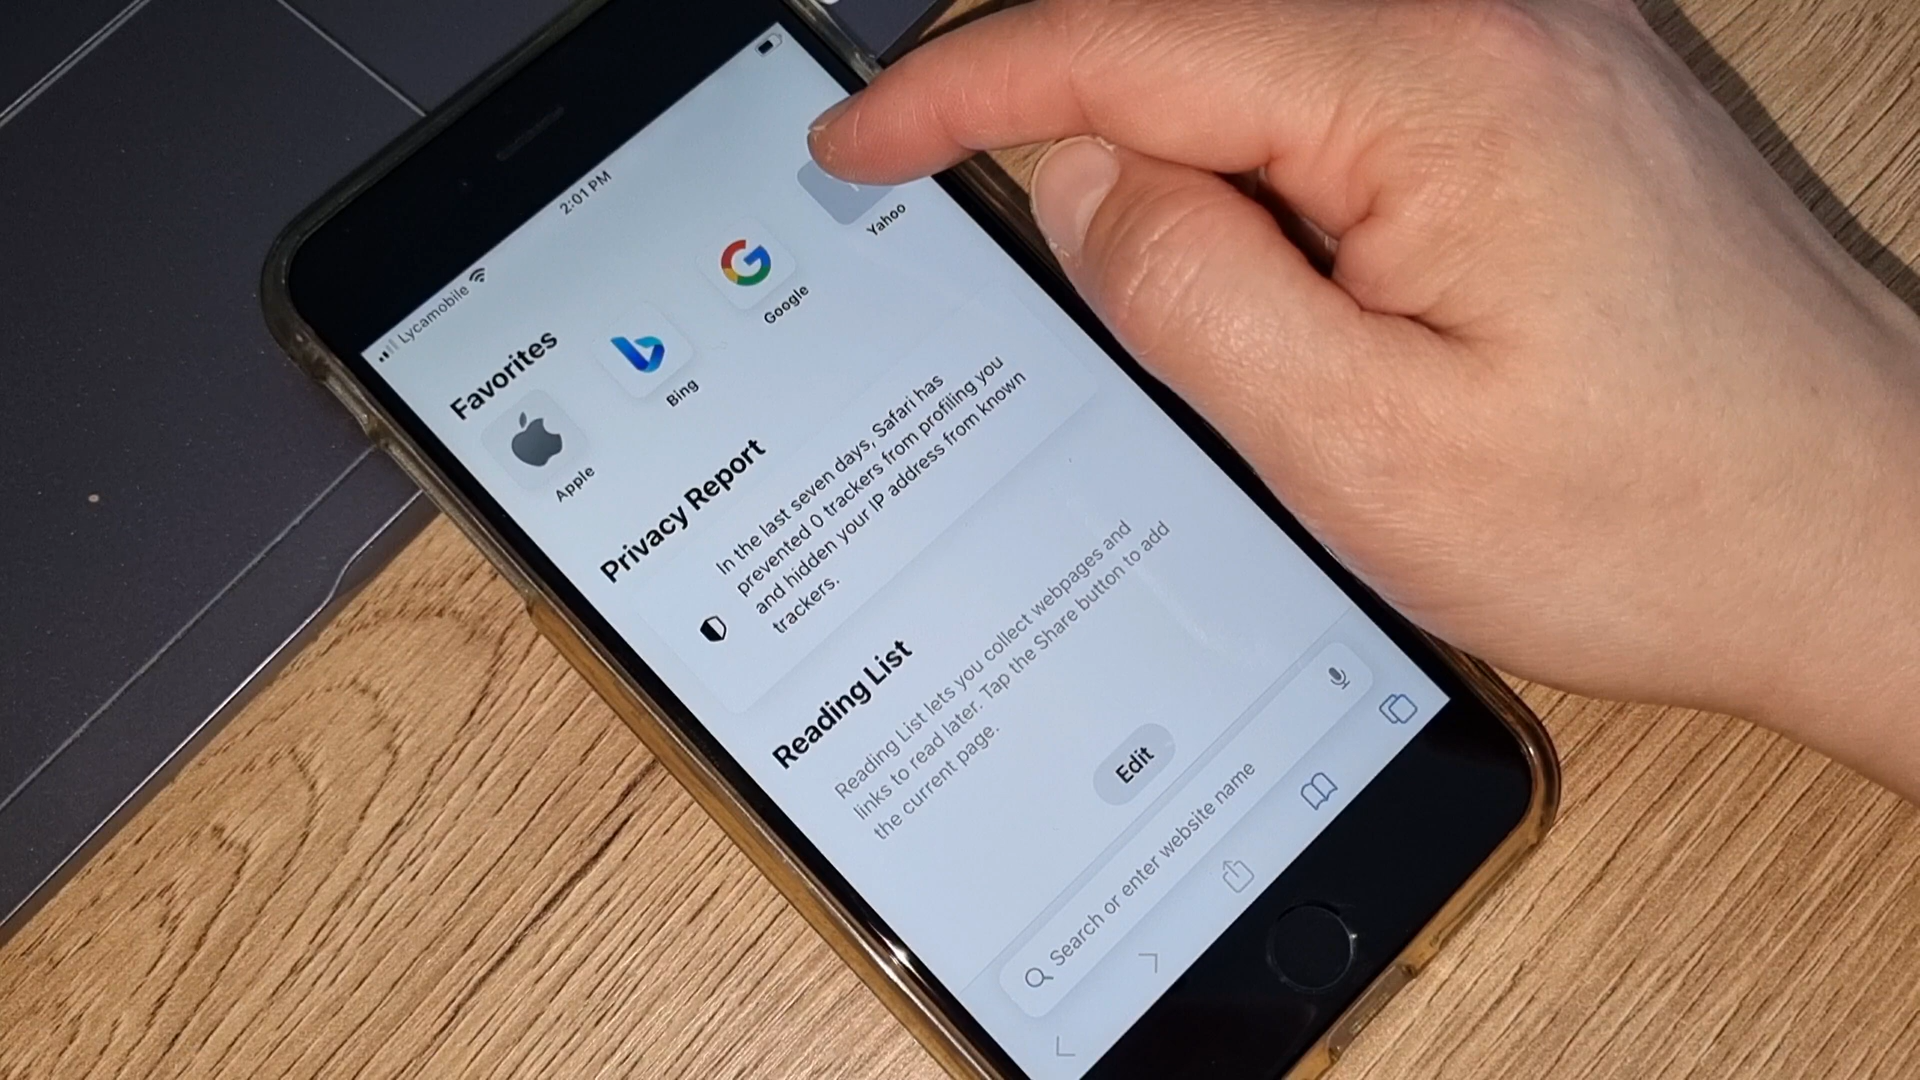 Lycamobile
2:01 PM
Favorites
Apple
Bing
Google
Yahoo
Privacy Report
In the last seven days, Safari has
prevented 0 trackers from profiling you
and hidden your IP address from known
trackers.
Reading List
Reading List lets you collect webpages and
links to read later. Tap the Share button to add
the current page.
Edit
Search or enter website name